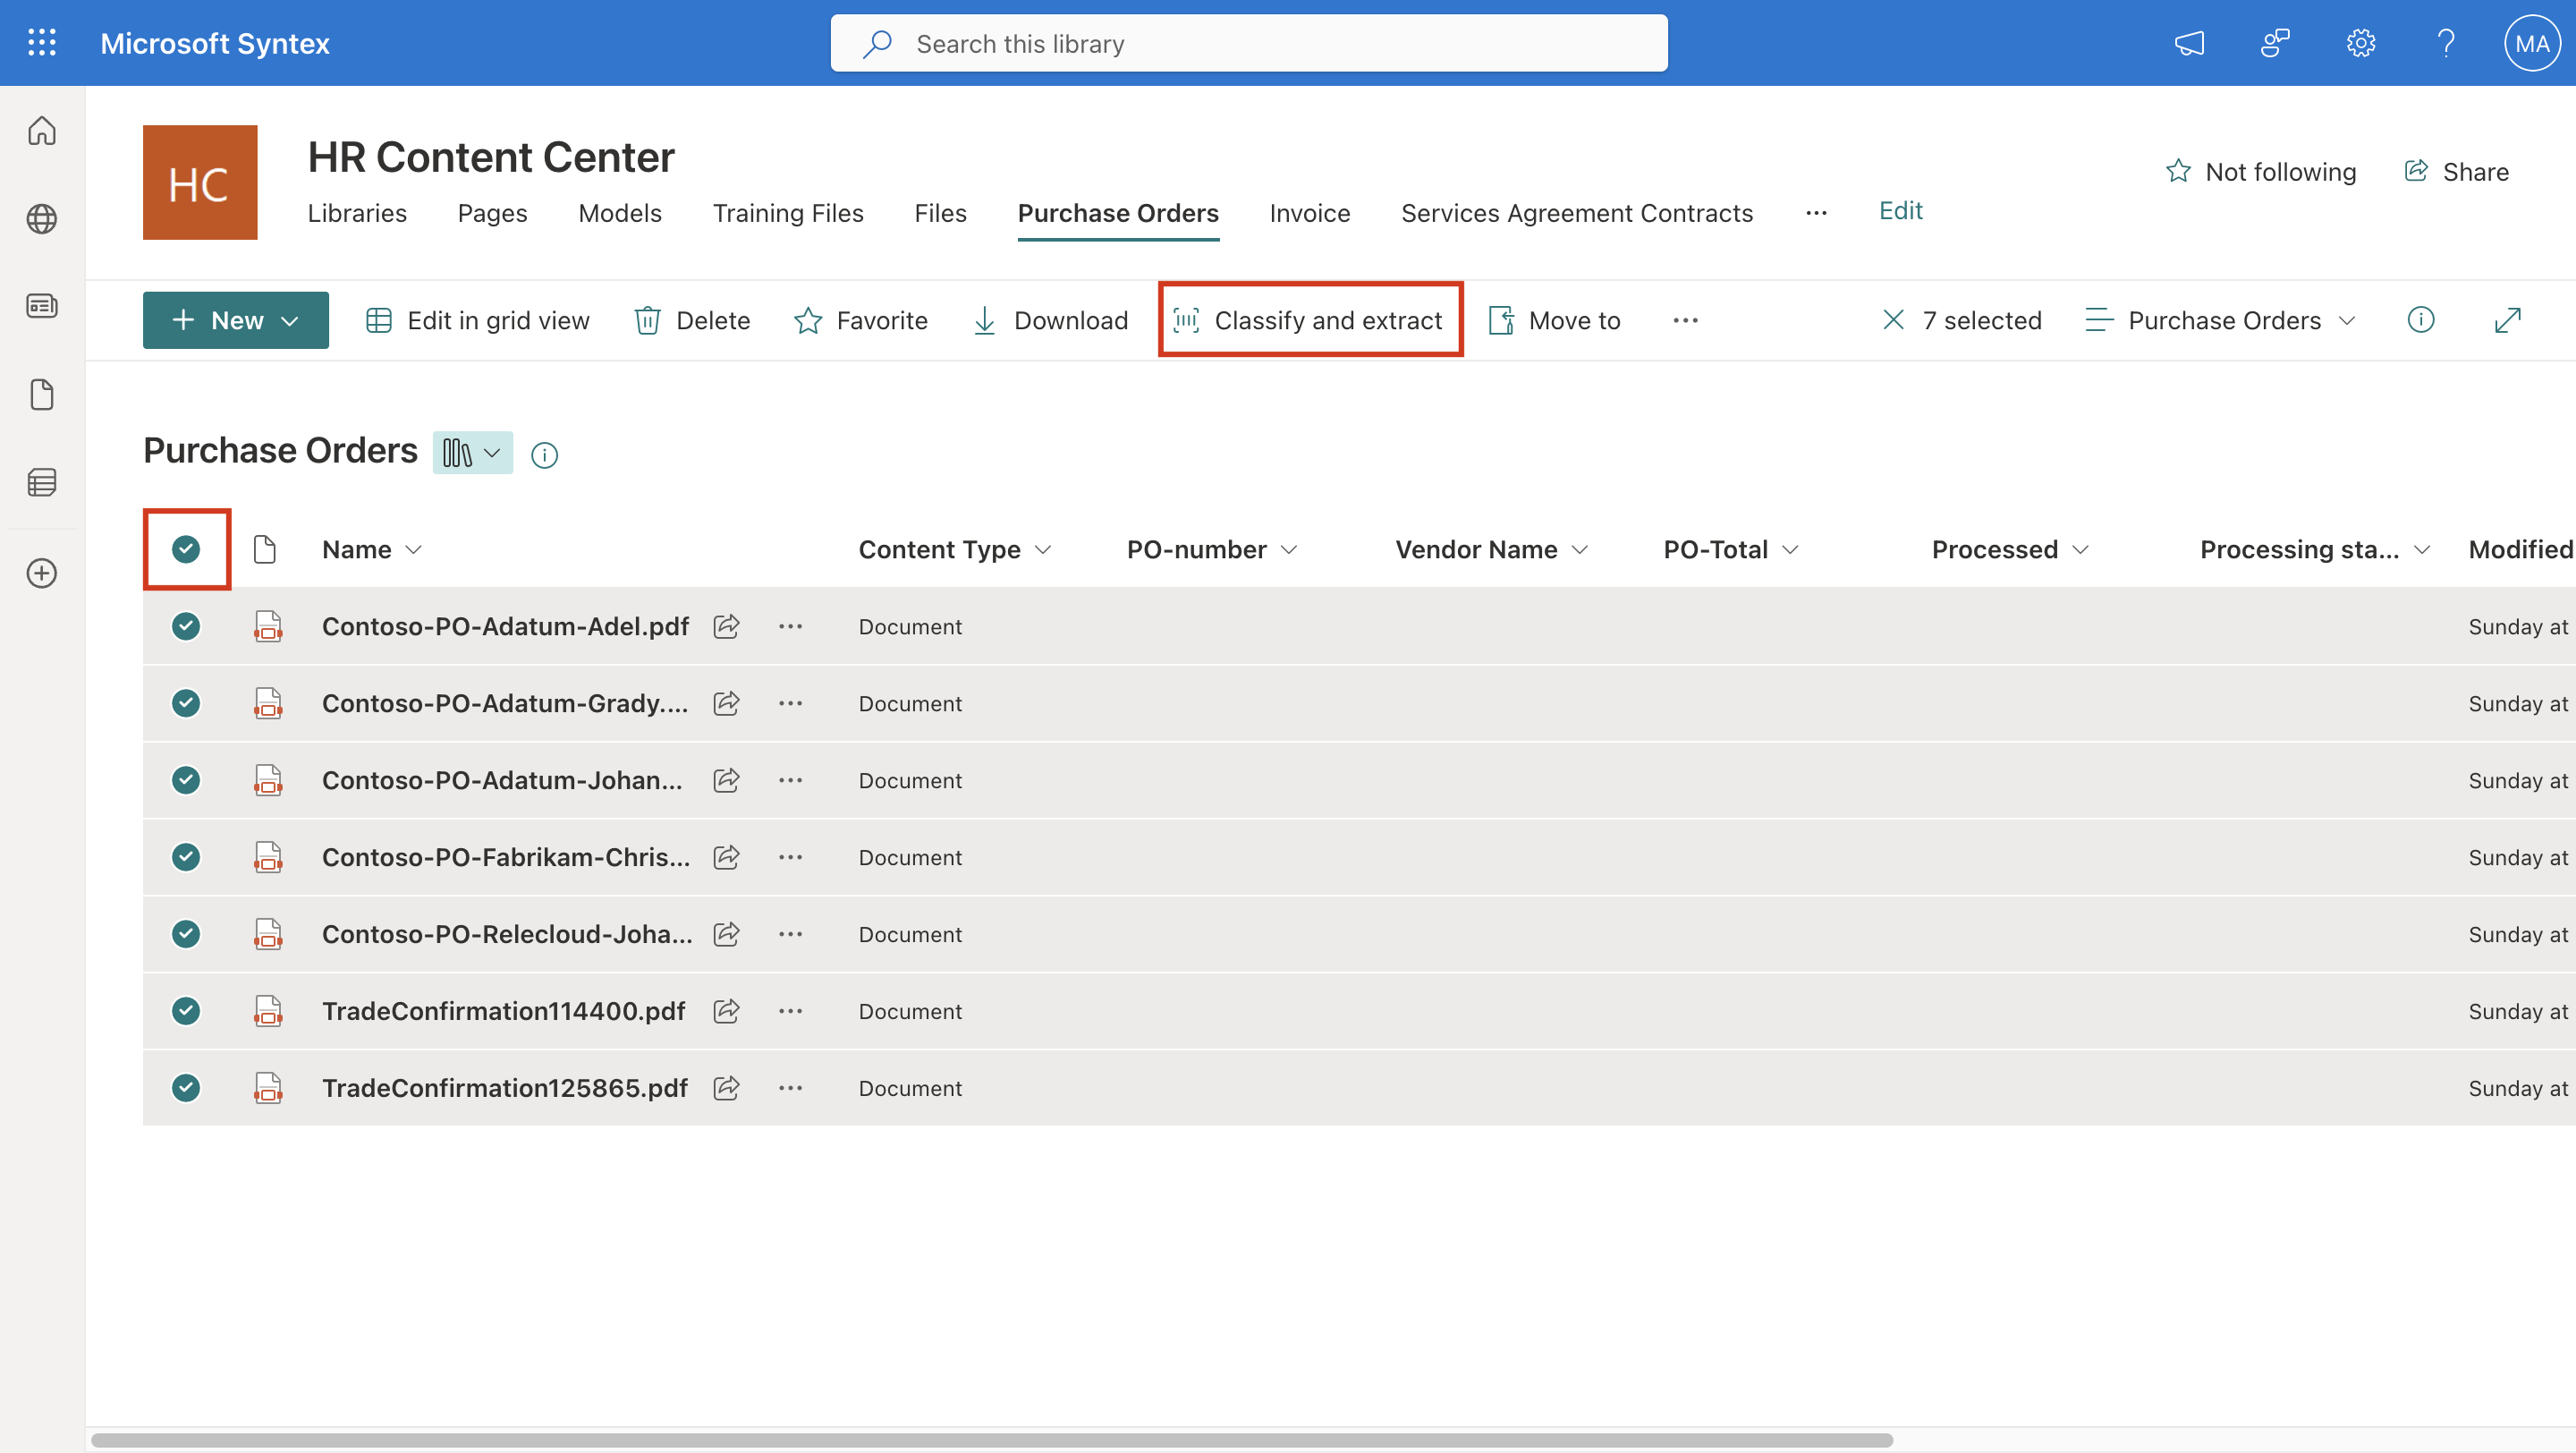 Microsoft Syntex
Search this library
MA
HC
HR Content Center
Not following
Share
Libraries
Pages
Models
Training Files
Files
Purchase Orders
Invoice
Services Agreement Contracts
...
Edit
New
Edit in grid view
Delete
Favorite
Download
Classify and extract
Move to
...
7 selected
Purchase Orders
Purchase Orders
Name
Content Type
PO-number
Vendor Name
PO-Total
Processed
Processing sta...
Modified
Contoso-PO-Adatum-Adel.pdf
Document
Sunday at
Contoso-PO-Adatum-Grady....
Document
Sunday at
Contoso-PO-Adatum-Johan...
Document
Sunday at
Contoso-PO-Fabrikam-Chris...
Document
Sunday at
Contoso-PO-Relecloud-Joha...
Document
Sunday at
TradeConfirmation114400.pdf
Document
Sunday at
TradeConfirmation125865.pdf
Document
Sunday at